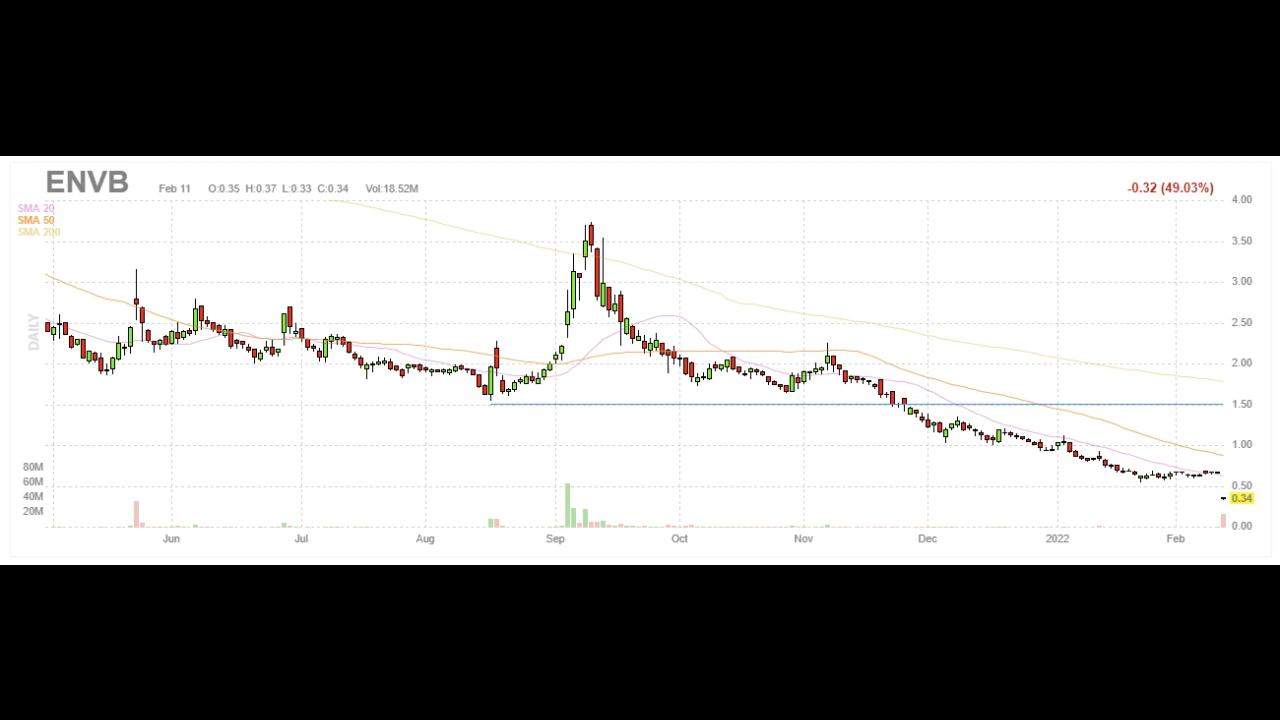 ENVB Feb 11 O:0.35 H:0.37 L:0.33 C:0.34 Vol:18.52M -0.32 (49.03%)
SMA 20
SMA 50
SMA 200
DAILY
4.00
3.50
3.00
2.50
2.00
1.50
1.00
0.50
0.34
0.00
80M
60M
40M
20M
Jun Jul Aug Sep Oct Nov Dec 2022 Feb